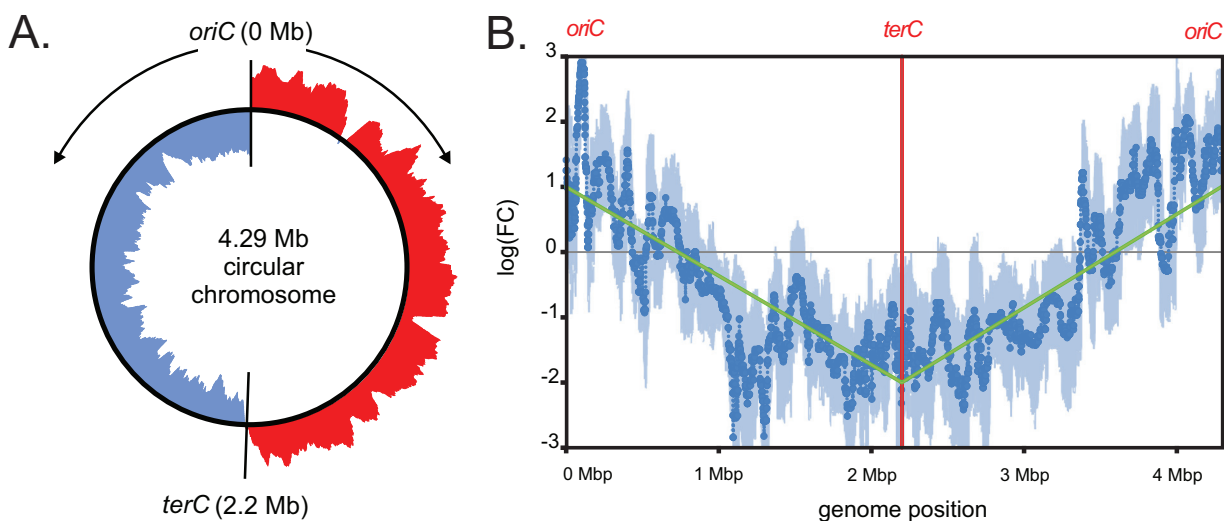 A.
oriC (0 Mb)
4.29 Mb
circular
chromosome
terC (2.2 Mb)
B.
oriC terC oriC
3
2
1
0
-1
-2
-3
log(FC)
0 Mbp 1 Mbp 2 Mbp 3 Mbp 4 Mbp
genome position